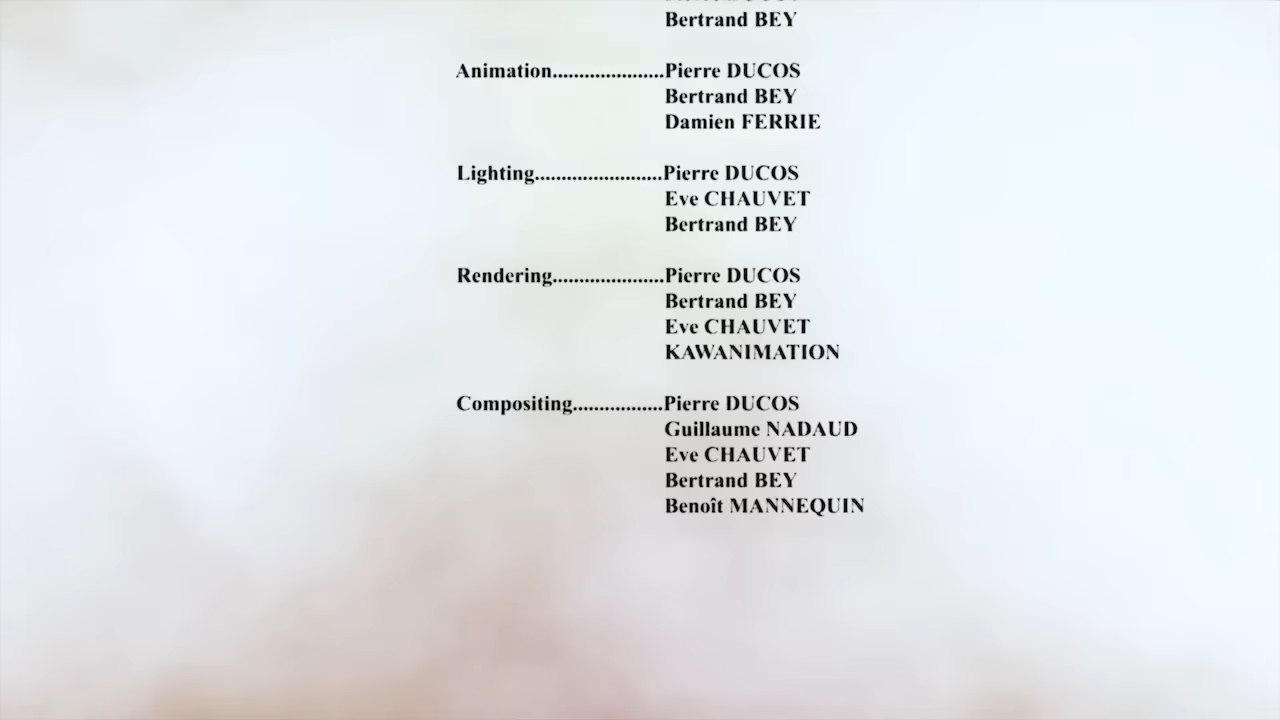 Bertrand BEY
Animation.....................Pierre DUCOS
Bertrand BEY
Damien FERRIE
Lighting........................Pierre DUCOS
Eve CHAUVET
Bertrand BEY
Rendering.....................Pierre DUCOS
Bertrand BEY
Eve CHAUVET
KAWANIMATION
Compositing.................Pierre DUCOS
Guillaume NADAUD
Eve CHAUVET
Bertrand BEY
Benoît MANNEQUIN